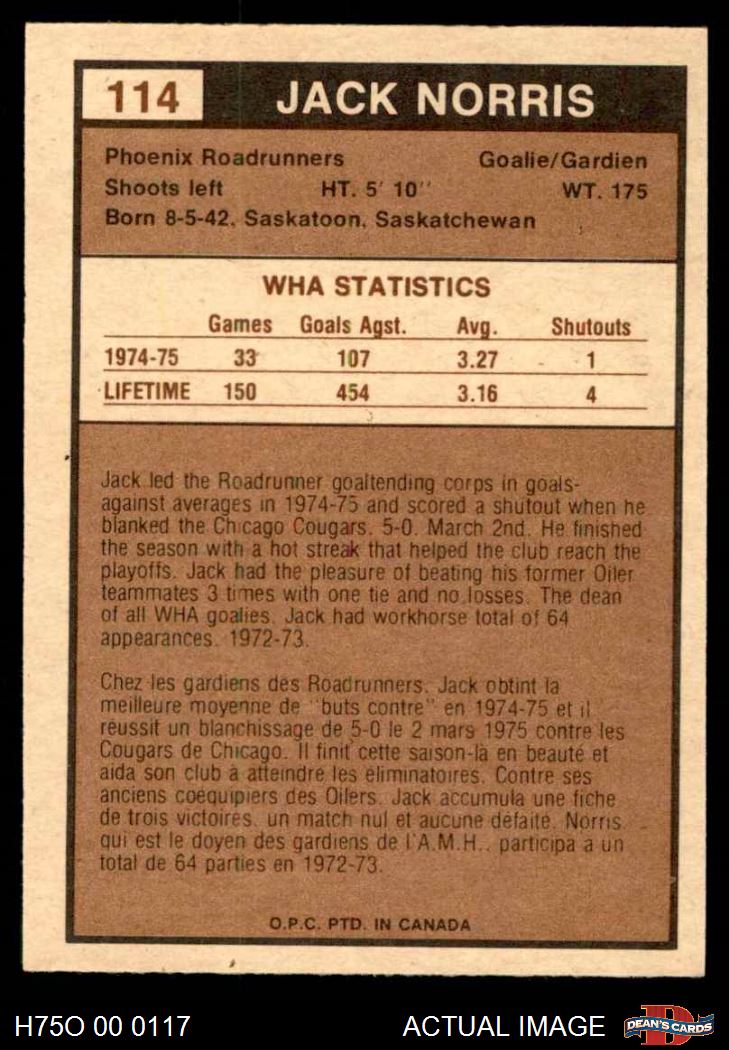 114 JACK NORRIS
Phoenix Roadrunners Goalie/Gardien
Shoots left HT. 5' 10'' WT. 175
Born 8-5-42, Saskatoon, Saskatchewan
WHA STATISTICS
Games Goals Agst. Avg. Shutouts
1974-75 33 107 3.27 1
LIFETIME 150 454 3.16 4
Jack led the Roadrunner goaltending corps in goals-
against averages in 1974-75 and scored a shutout when he
blanked the Chicago Cougars, 5-0, March 2nd. He finished
the season with a hot streak that helped the club reach the
playoffs. Jack had the pleasure of beating his former Oiler
teammates 3 times with one tie and no losses. The dean
of all WHA goalies, Jack had workhorse total of 64
appearances, 1972-73.
Chez les gardiens des Roadrunners, Jack obtint la
meilleure moyenne de "buts contre" en 1974-75 et il
réussit un blanchissage de 5-0 le 2 mars 1975 contre les
Cougars de Chicago. Il finit cette saison-là en beauté et
aida son club à atteindre les éliminatoires. Contre ses
anciens coéquipiers des Oilers, Jack accumula une fiche
de trois victoires, un match nul et aucune défaite. Norris
qui est le doyen des gardiens de l'A.M.H., participa à un
total de 64 parties en 1972-73.
O.P.C. PTD. IN CANADA
H75O 00 0117 ACTUAL IMAGE D DEAN'S CARDS